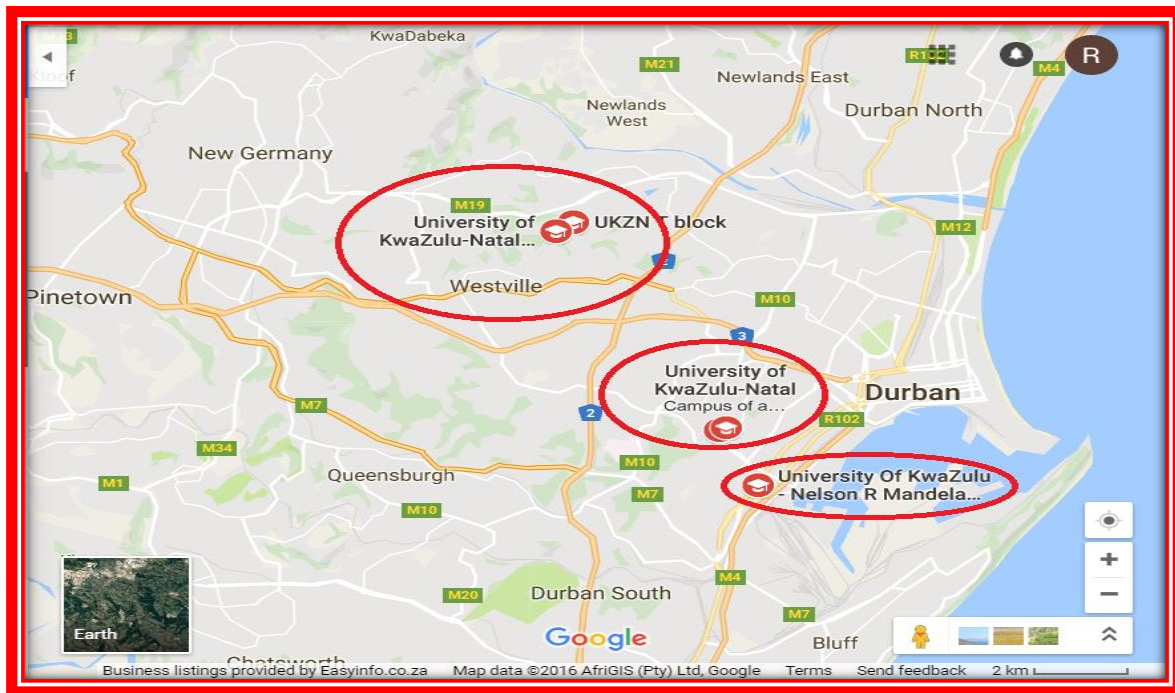 KwaDabeka
M21
Newlands East
R102
R
M4
Newlands
West
Durban North
New Germany
M19
University of
KwaZulu-Natal...
UKZN T block
M12
2
Westville
Pinetown
M10
3
University of
KwaZulu-Natal
Campus of a...
Durban
M7
2
R102
M34
M10
Queensburgh
M1
M7
University Of KwaZulu
- Nelson R Mandela...
M10
M4
M20
Durban South
M7
Earth
Google
Bluff
Chatsworth
Business listings provided by Easyinfo.co.za Map data ©2016 AfriGIS (Pty) Ltd, Google Terms Send feedback 2 km